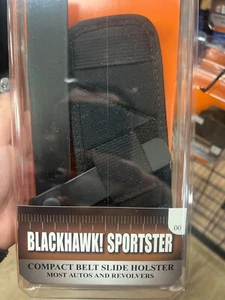 00
BLACKHAWK! SPORTSTER
COMPACT BELT SLIDE HOLSTER
MOST AUTOS AND REVOLVERS